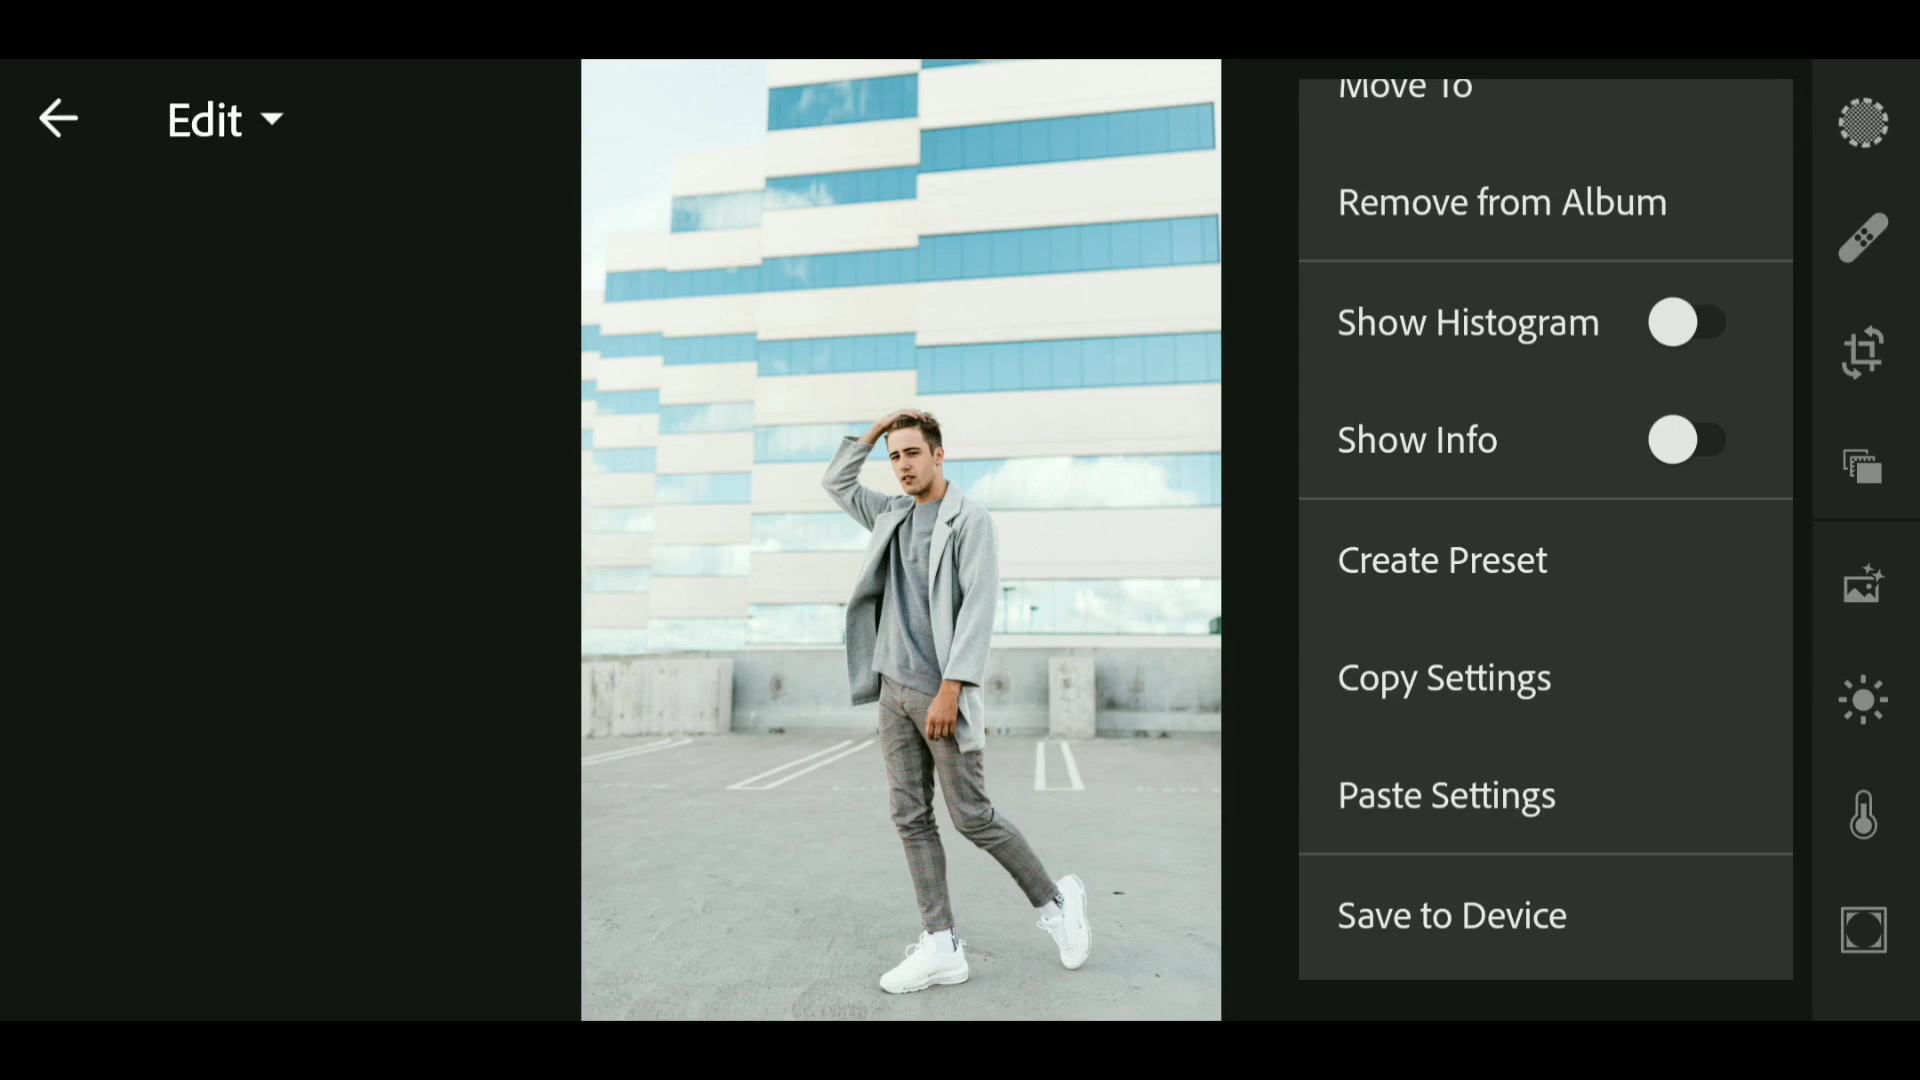 Edit
Move To
Remove from Album
Show Histogram
Show Info
Create Preset
Copy Settings
Paste Settings
Save to Device